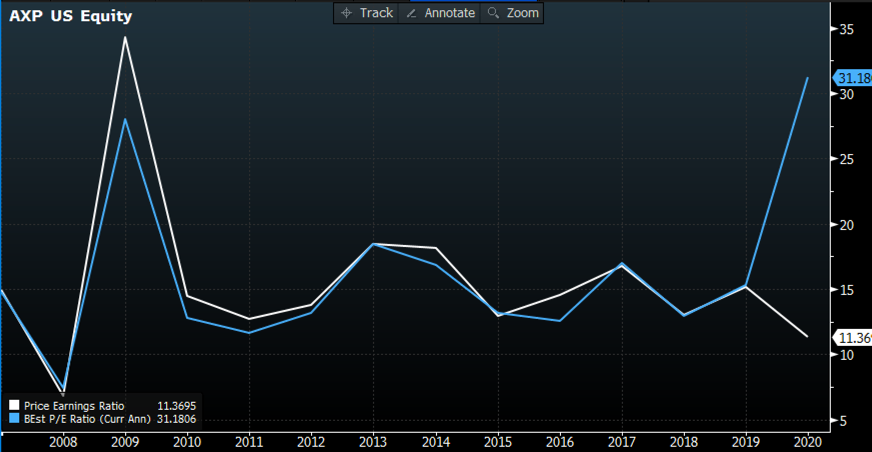 AXP US Equity
Track Annotate Zoom
35
31.180
30
25
20
15
11.369
10
5
Price Earnings Ratio 11.3695
BEst P/E Ratio (Curr Ann) 31.1806
2008 2009 2010 2011 2012 2013 2014 2015 2016 2017 2018 2019 2020